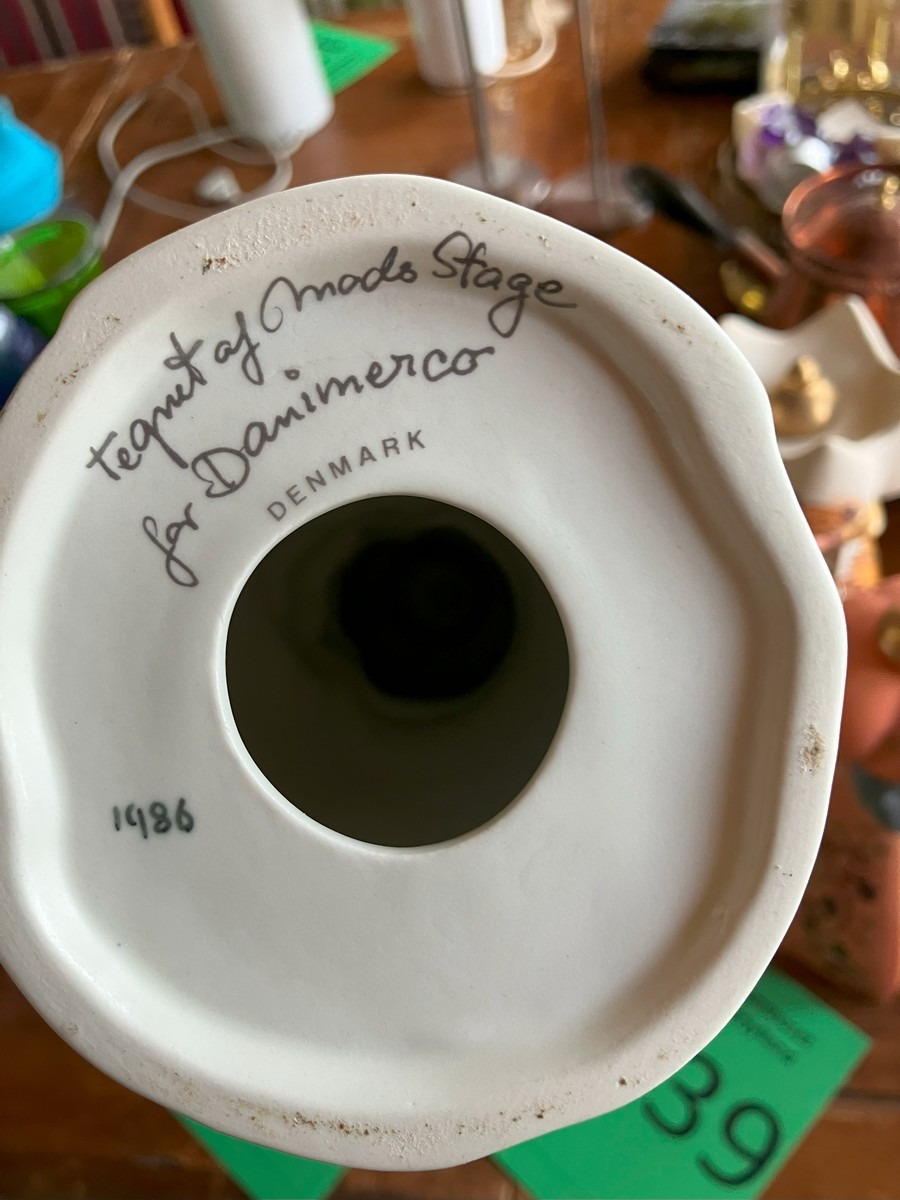 tegnet af Mads Stage
for Danimerco
DENMARK
1986
39